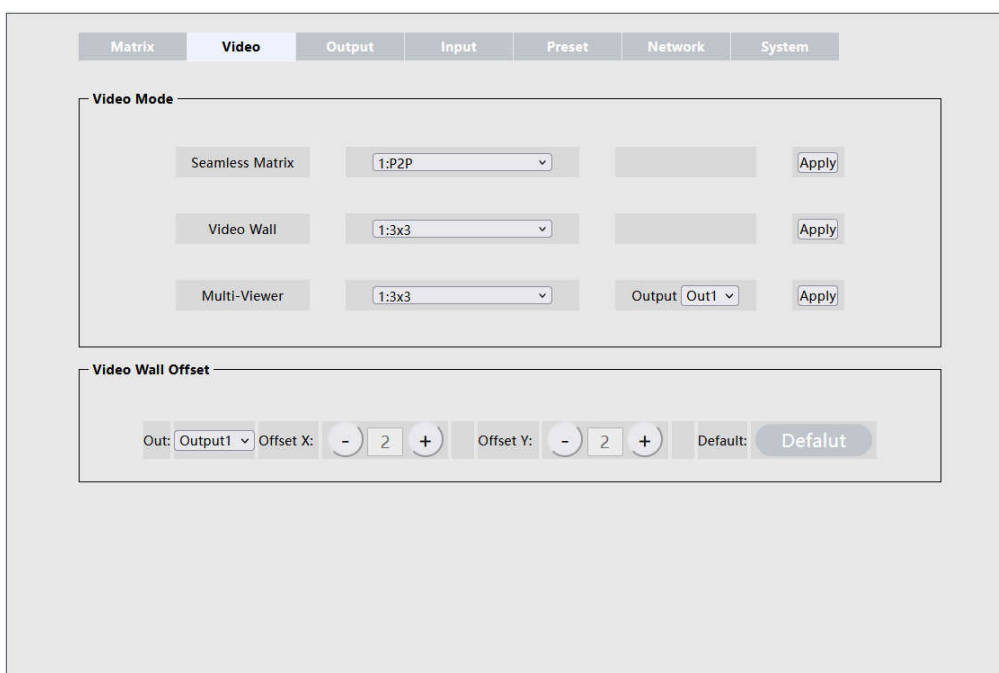 Matrix Video Output Input Preset Network System
Video Mode
Seamless Matrix 1:P2P Apply
Video Wall 1:3x3 Apply
Multi-Viewer 1:3x3 Output Out1 Apply
Video Wall Offset
Out: Output1 Offset X: - 2 + Offset Y: - 2 + Default: Defalut